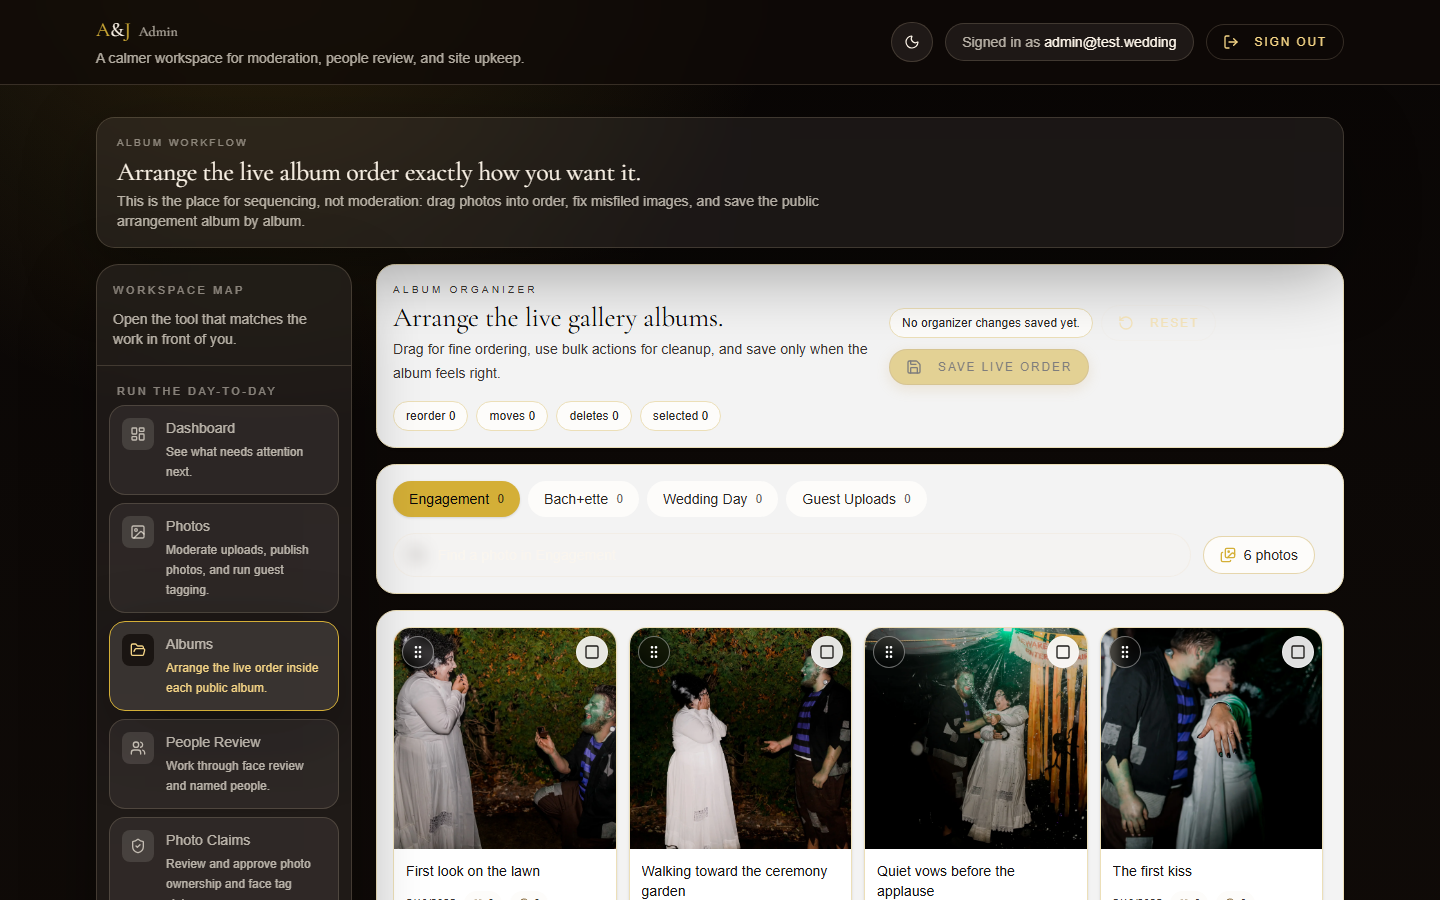 A&J Admin
A calmer workspace for moderation, people review, and site upkeep.
Signed in as admin@test.wedding
SIGN OUT
ALBUM WORKFLOW
Arrange the live album order exactly how you want it.
This is the place for sequencing, not moderation: drag photos into order, fix misfiled images, and save the public
arrangement album by album.
WORKSPACE MAP
Open the tool that matches the
work in front of you.
RUN THE DAY-TO-DAY
Dashboard
See what needs attention
next.
Photos
Moderate uploads, publish
photos, and run guest
tagging.
Albums
Arrange the live order inside
each public album.
People Review
Work through face review
and named people.
Photo Claims
Review and approve photo
ownership and face tag
ALBUM ORGANIZER
Arrange the live gallery albums.
Drag for fine ordering, use bulk actions for cleanup, and save only when the
album feels right.
No organizer changes saved yet.
RESET
SAVE LIVE ORDER
reorder 0
moves 0
deletes 0
selected 0
Engagement 0
Bach+ette 0
Wedding Day 0
Guest Uploads 0
6 photos
First look on the lawn
Walking toward the ceremony
garden
Quiet vows before the
applause
The first kiss